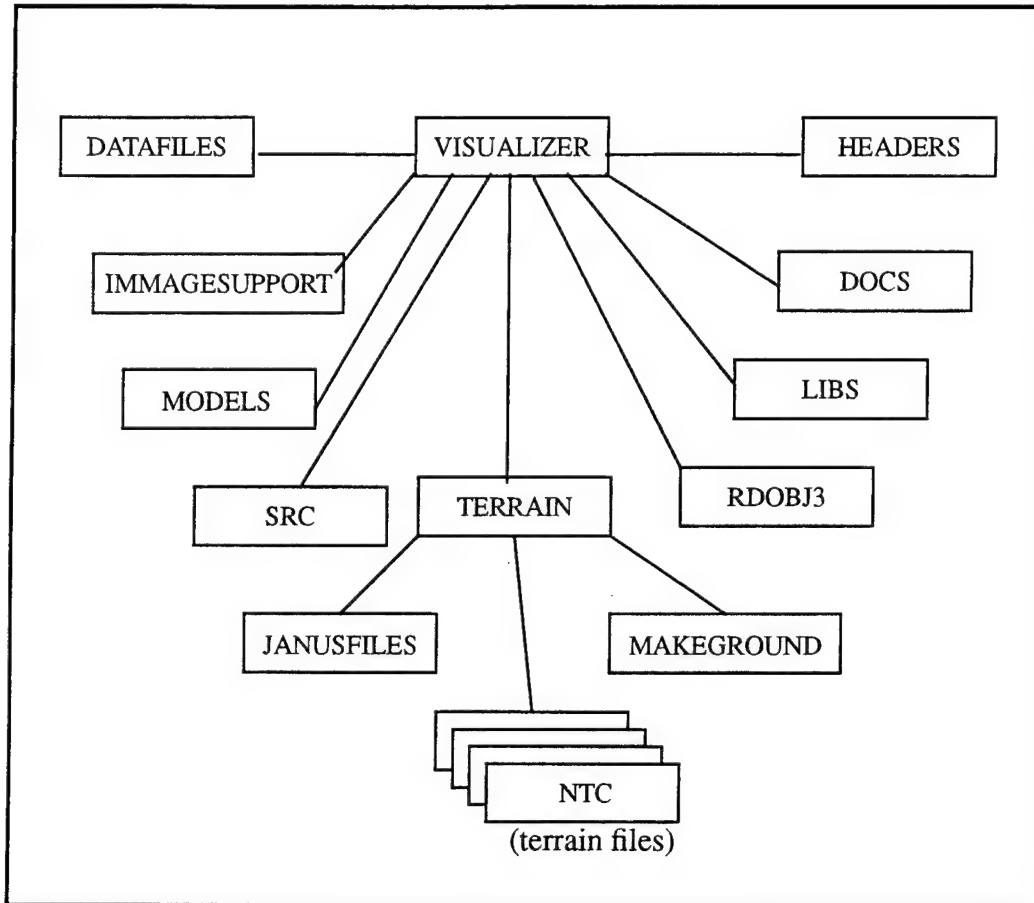 DATAFILES
VISUALIZER
HEADERS
IMMAGESUPPORT
DOCS
MODELS
LIBS
SRC
TERRAIN
RDOBJ3
JANUSFILES
MAKEGROUND
NTC
(terrain files)